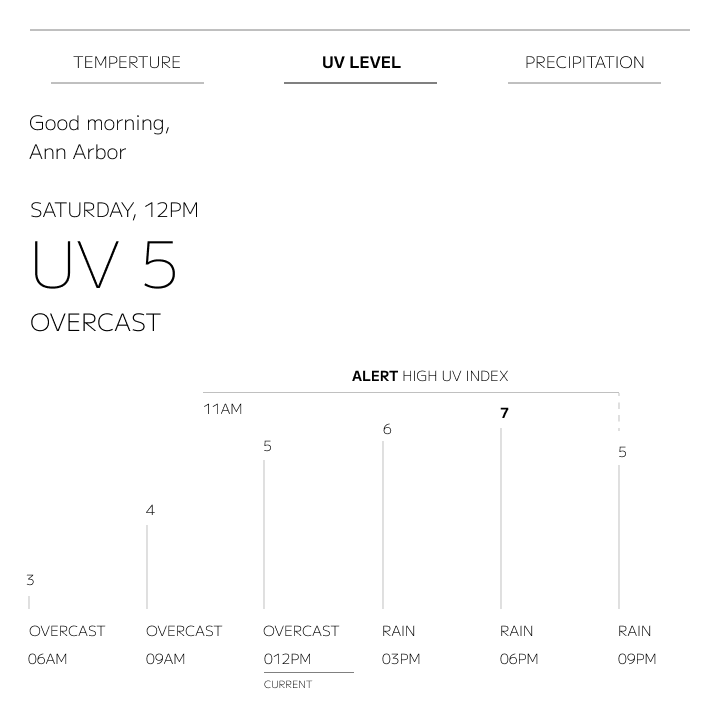 TEMPERTURE UV LEVEL PRECIPITATION
Good morning,
Ann Arbor
SATURDAY, 12PM
UV 5
OVERCAST
ALERT HIGH UV INDEX
11AM
7
6
5
5
4
3
OVERCAST OVERCAST OVERCAST RAIN RAIN RAIN
06AM 09AM 012PM 03PM 06PM 09PM
CURRENT